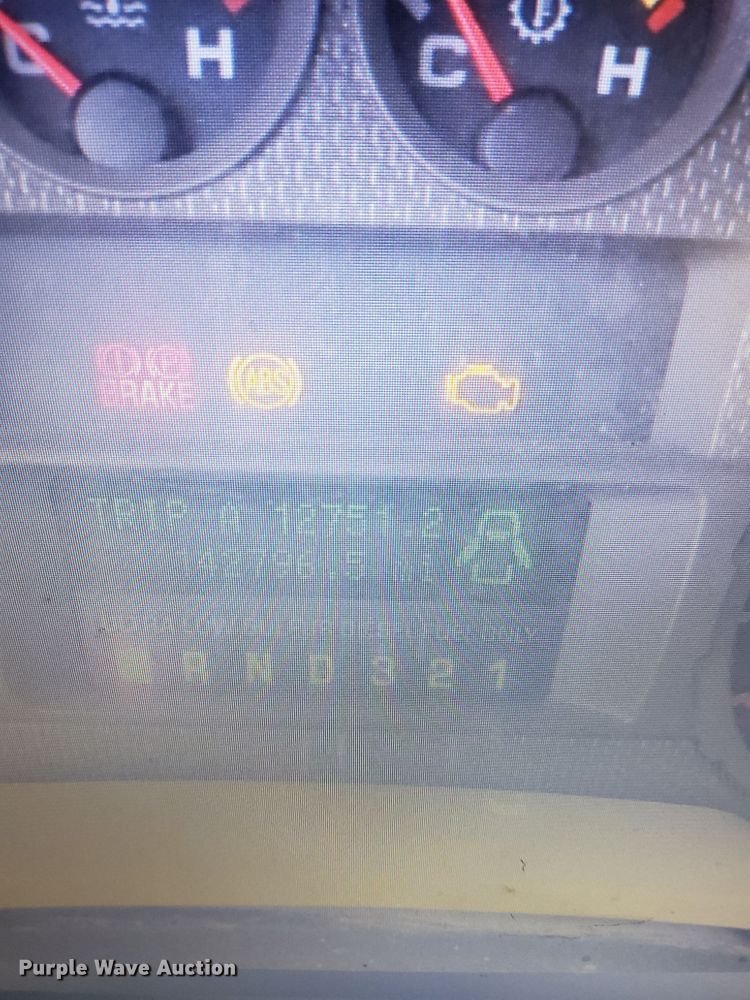 C H C H
BRAKE ABS
TRIP A 12751.2
142796.5 mi
R N D 3 2 1
Purple Wave Auction